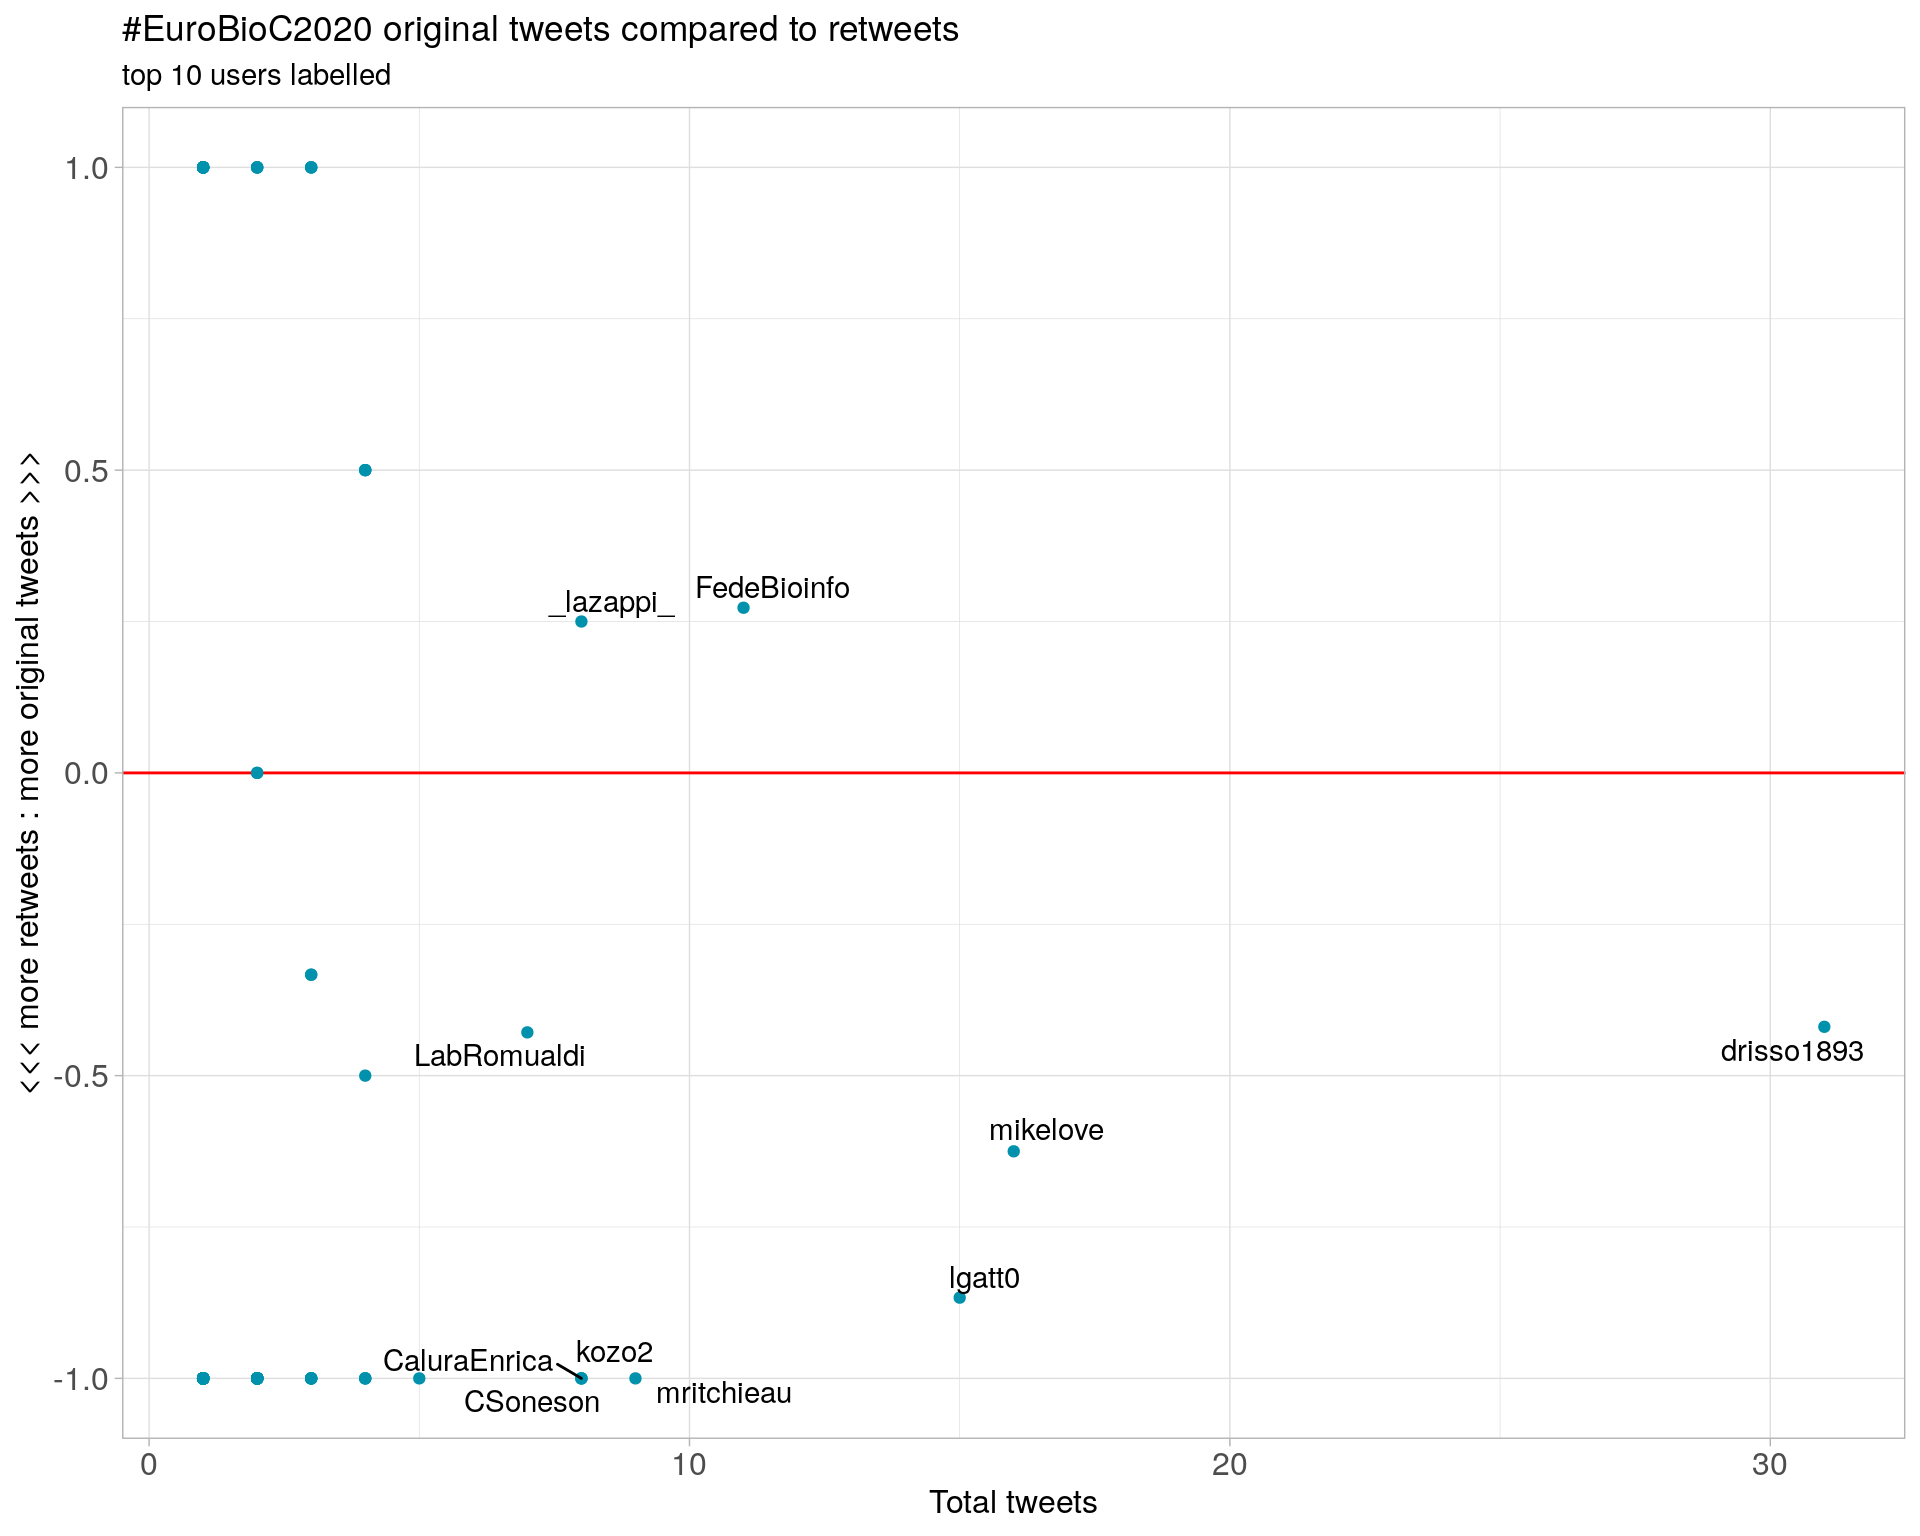 #EuroBioC2020 original tweets compared to retweets
top 10 users labelled
<<< more retweets : more original tweets >>>
1.0
0.5
0.0
-0.5
-1.0
_lazappi_
FedeBioinfo
LabRomualdi
drisso1893
mikelove
lgatt0
kozo2
CaluraEnrica
mritchieau
CSoneson
0
10
20
30
Total tweets